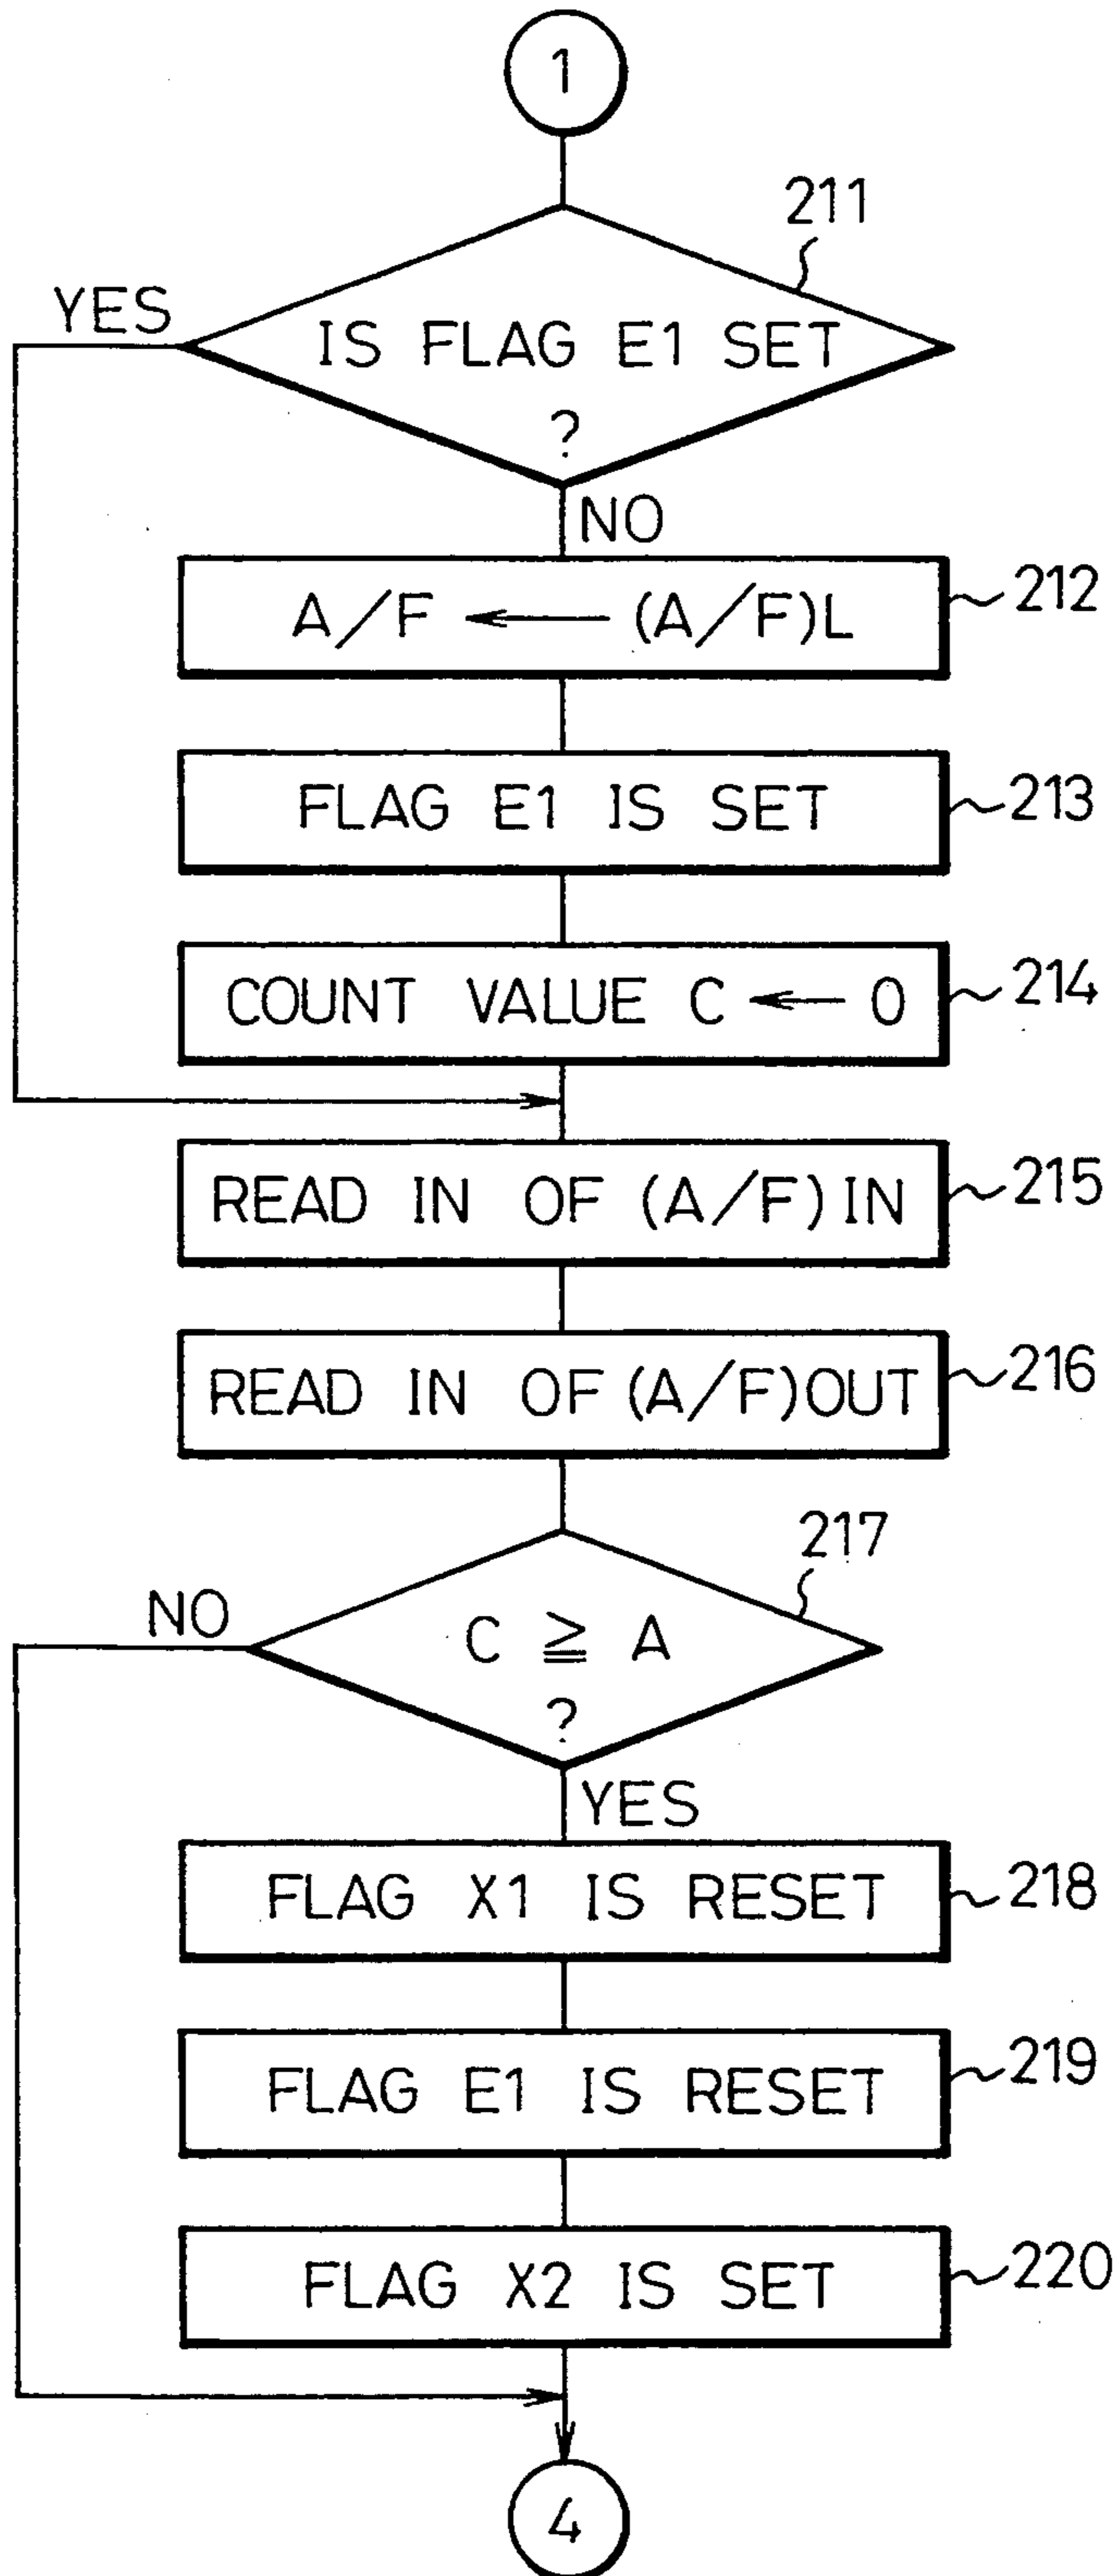 1
211
YES
IS FLAG E1 SET
?
NO
A/F ← (A/F)L
212
FLAG E1 IS SET
213
COUNT VALUE C ← 0
214
READ IN OF (A/F) IN
215
READ IN OF (A/F)OUT
216
217
NO
C ≧ A
?
YES
FLAG X1 IS RESET
218
FLAG E1 IS RESET
219
FLAG X2 IS SET
220
4